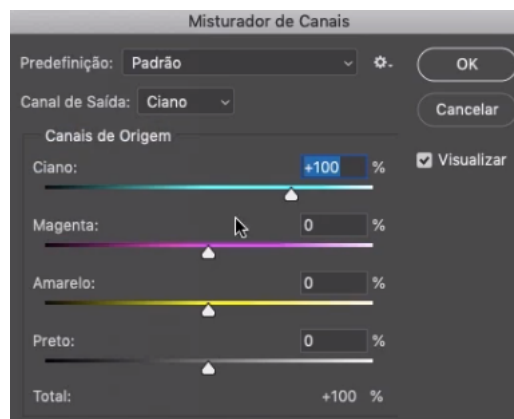 Misturador de Canais
Predefinição: Padrão
OK
Canal de Saída: Ciano
Cancelar
Canais de Origem
Visualizar
Ciano: +100 %
Magenta: 0 %
Amarelo: 0 %
Preto: 0 %
Total: +100 %